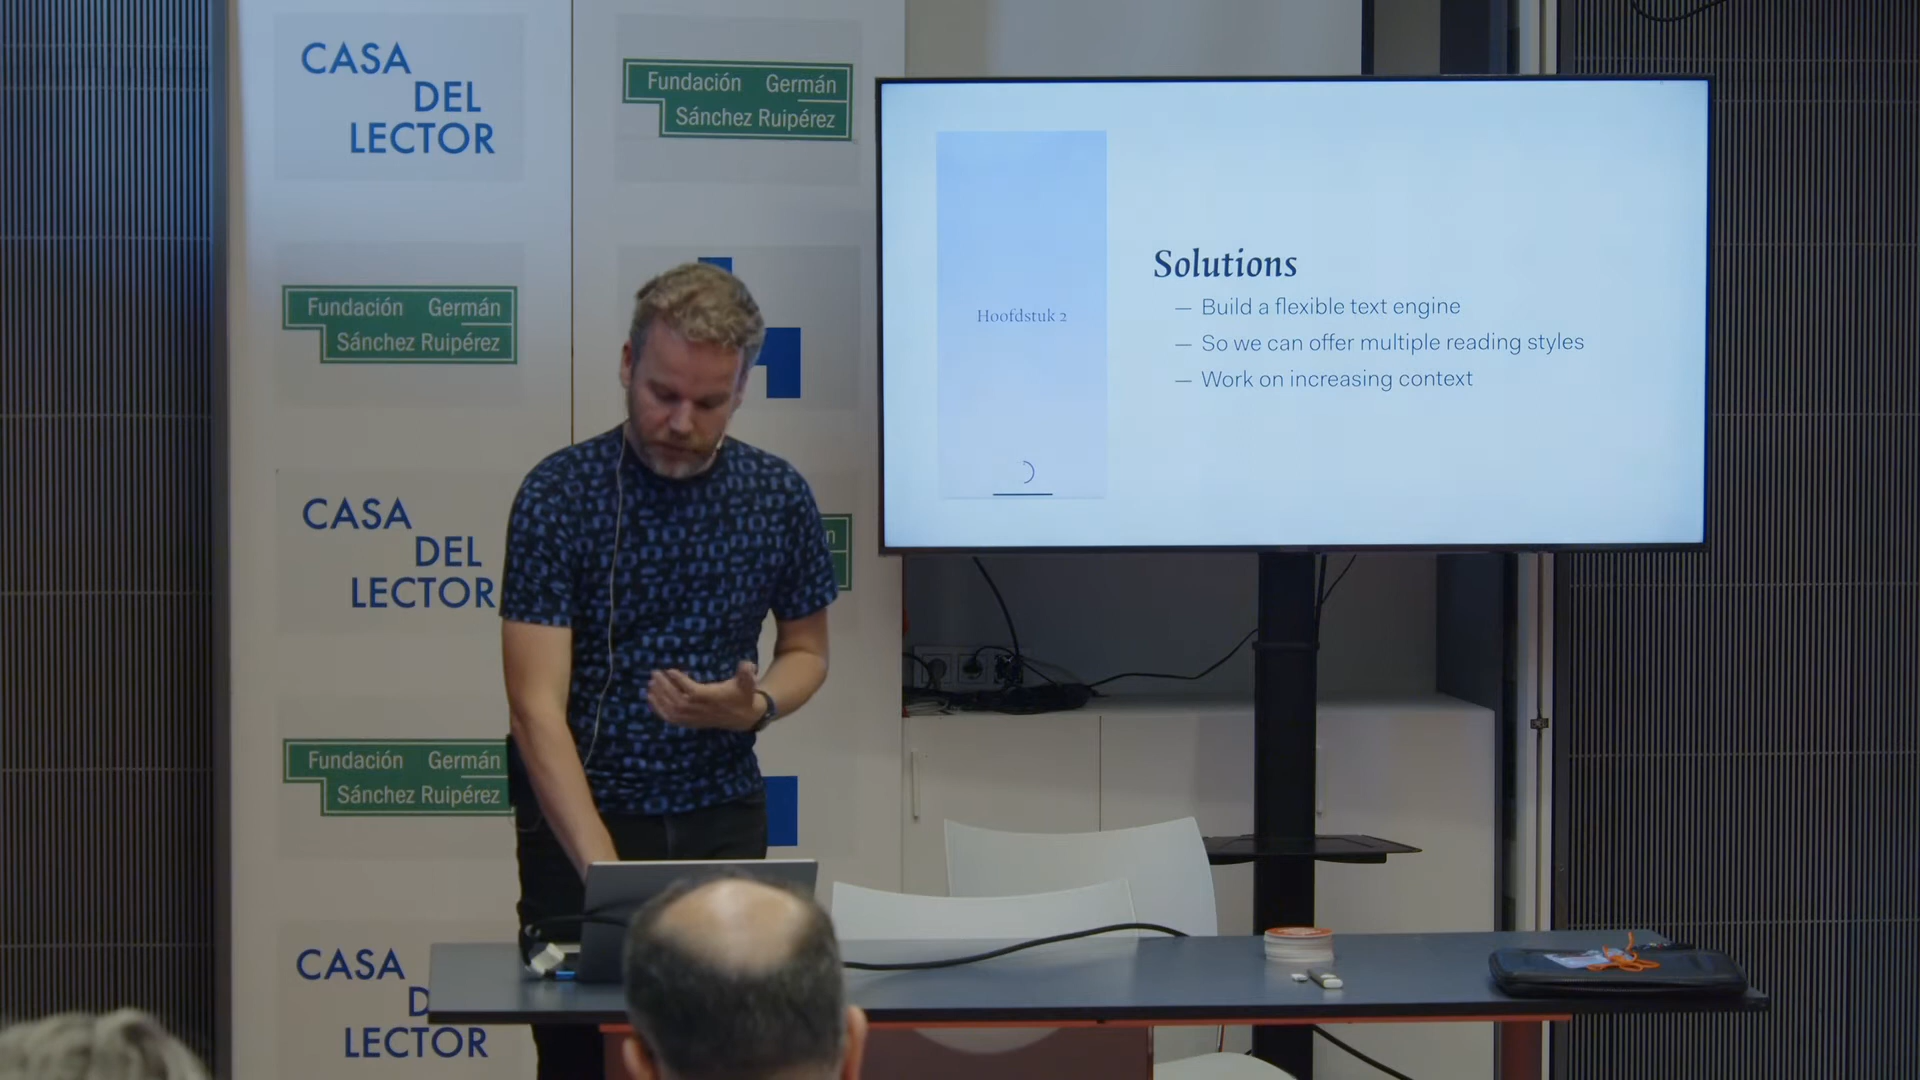 CASA
DEL
LECTOR
Fundación Germán
Sánchez Ruipérez
Fundación Germán
Sánchez Ruipérez
CASA
DEL
LECTOR
n
Fundación Germán
Sánchez Ruipérez
CASA
D
LECTOR
Hoofdstuk 2
Solutions
— Build a flexible text engine
— So we can offer multiple reading styles
— Work on increasing context